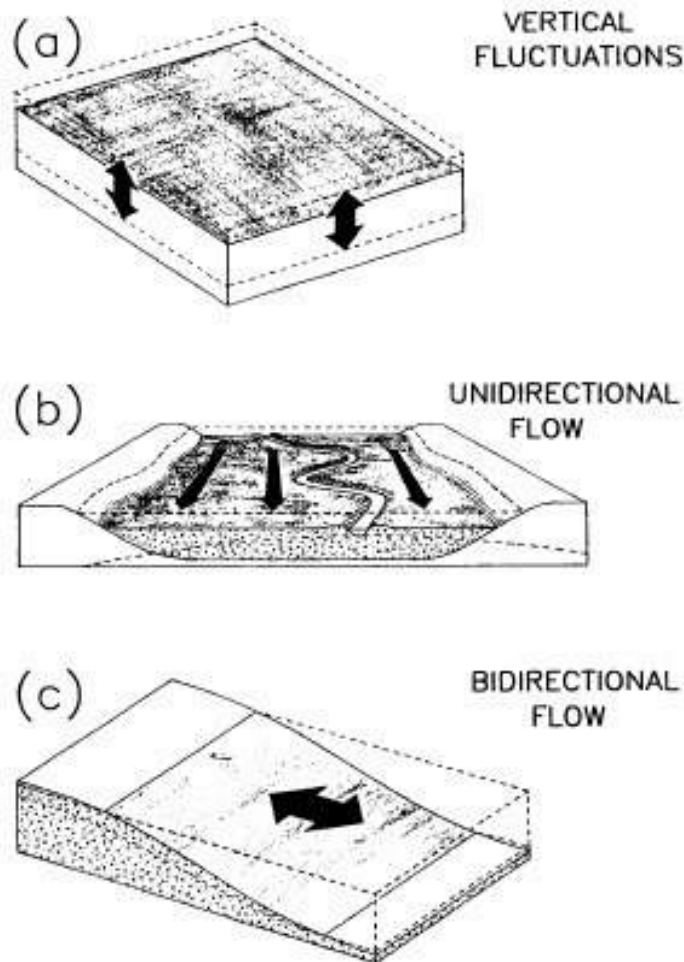 (a)
VERTICAL
FLUCTUATIONS
(b)
UNIDIRECTIONAL
FLOW
(c)
BIDIRECTIONAL
FLOW